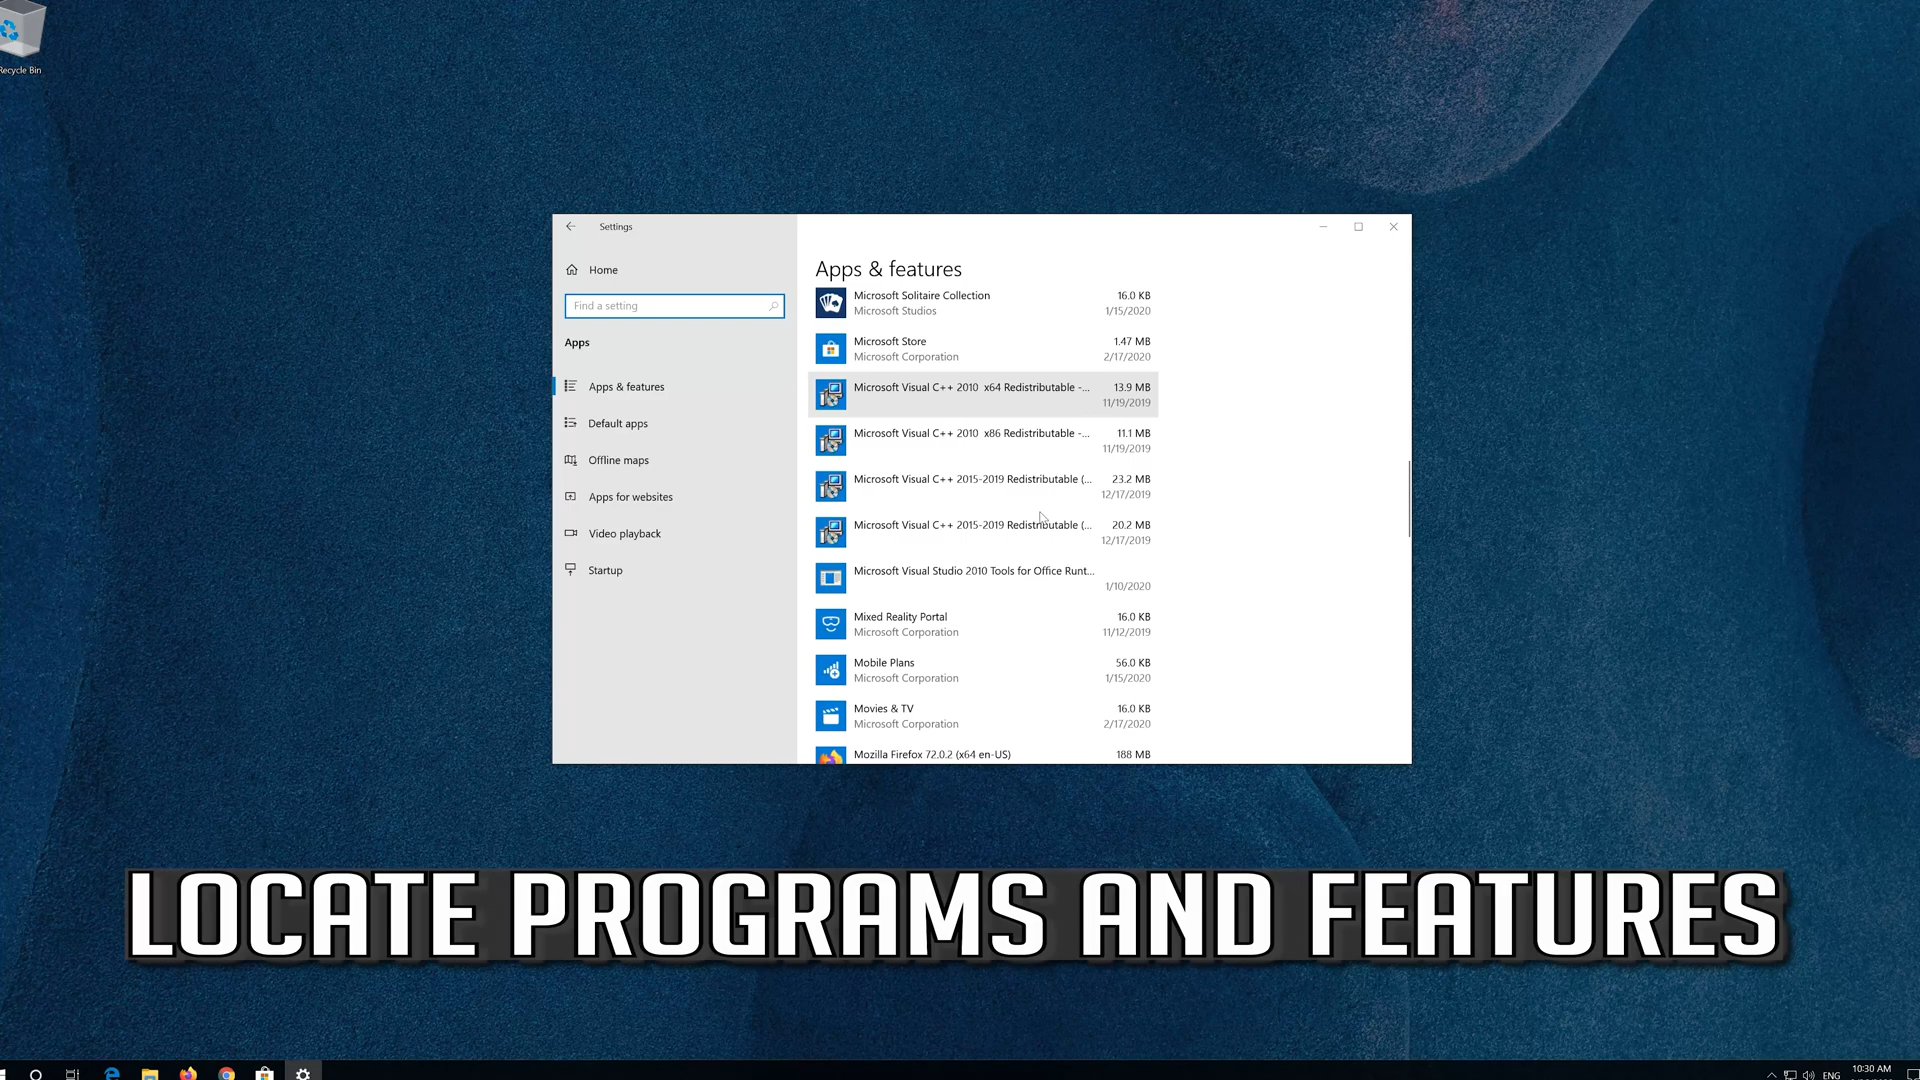 Recycle Bin
Settings
Home
Find a setting
Apps
Apps & features
Default apps
Offline maps
Apps for websites
Video playback
Startup
Apps & features
Microsoft Solitaire Collection 16.0 KB
Microsoft Studios 1/15/2020
Microsoft Store 1.47 MB
Microsoft Corporation 2/17/2020
Microsoft Visual C++ 2010 x64 Redistributable -... 13.9 MB
11/19/2019
Microsoft Visual C++ 2010 x86 Redistributable -... 11.1 MB
11/19/2019
Microsoft Visual C++ 2015-2019 Redistributable (... 23.2 MB
12/17/2019
Microsoft Visual C++ 2015-2019 Redistributable (... 20.2 MB
12/17/2019
Microsoft Visual Studio 2010 Tools for Office Runt...
1/10/2020
Mixed Reality Portal 16.0 KB
Microsoft Corporation 11/12/2019
Mobile Plans 56.0 KB
Microsoft Corporation 1/15/2020
Movies & TV 16.0 KB
Microsoft Corporation 2/17/2020
Mozilla Firefox 72.0.2 (x64 en-US) 188 MB
LOCATE PROGRAMS AND FEATURES
ENG
10:30 AM